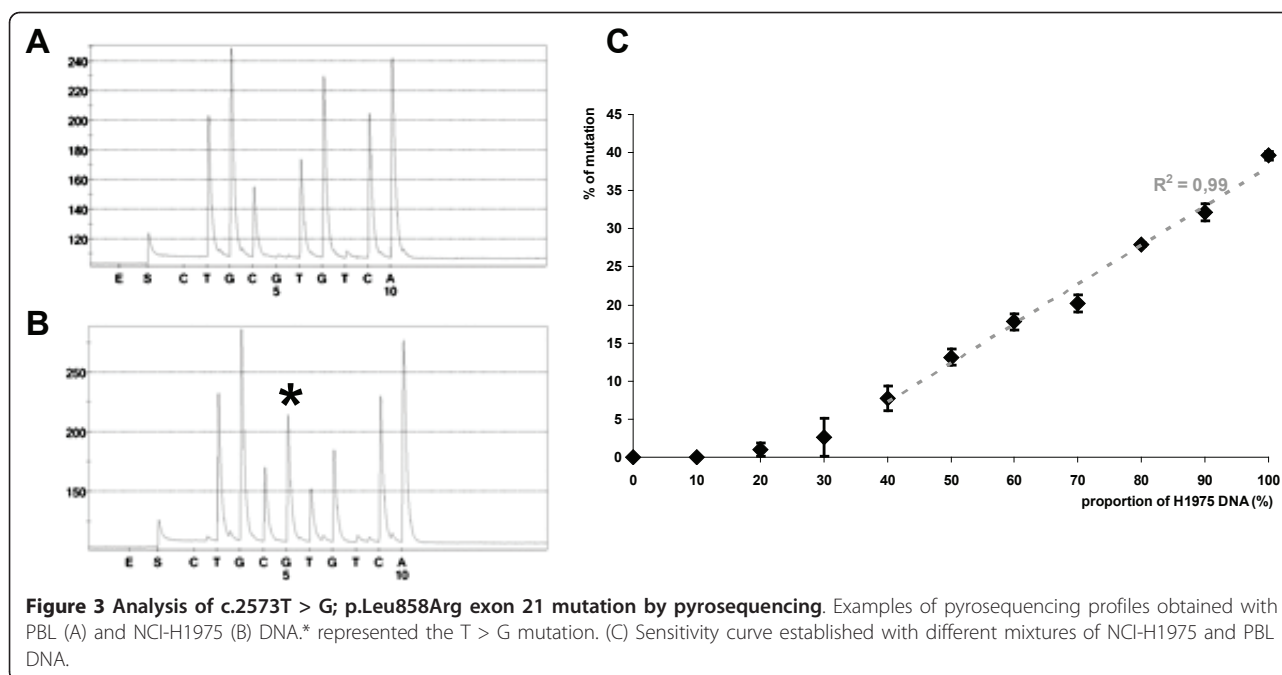 A
240
220
200
180
160
140
120
E S C T G C G T G T C A
5 10
B
*
250
200
150
E S C T G C G T G T C A
5 10
C
% of mutation
45
40
35
30
25
20
15
10
5
0
R² = 0,99
0 10 20 30 40 50 60 70 80 90 100
proportion of H1975 DNA (%)
Figure 3 Analysis of c.2573T > G; p.Leu858Arg exon 21 mutation by pyrosequencing. Examples of pyrosequencing profiles obtained with
PBL (A) and NCI-H1975 (B) DNA.* represented the T > G mutation. (C) Sensitivity curve established with different mixtures of NCI-H1975 and PBL
DNA.